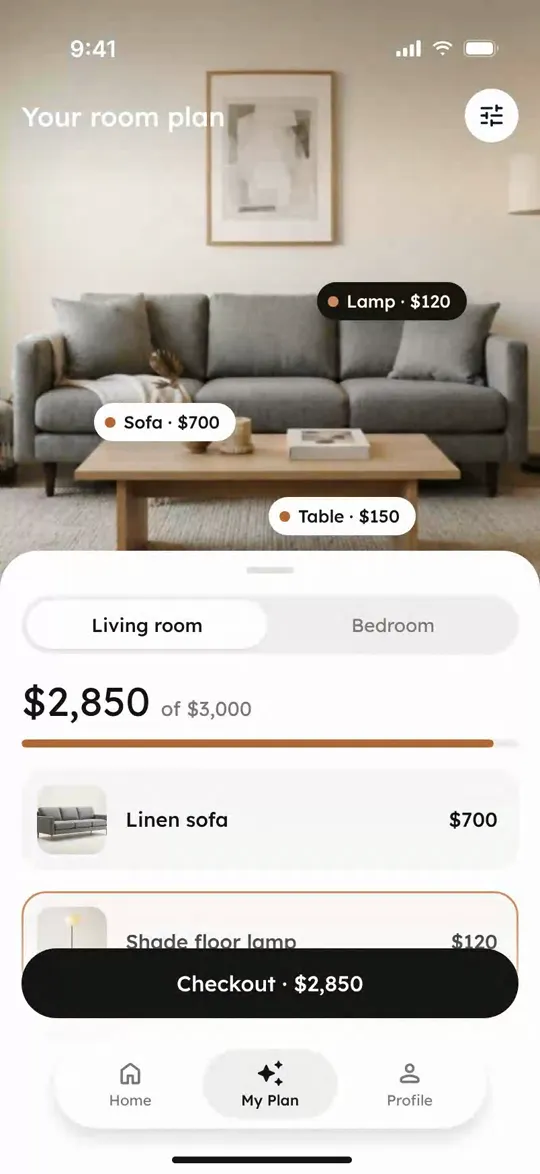 9:41
Your room plan
Lamp · $120
Sofa · $700
Table · $150
Living room
Bedroom
$2,850 of $3,000
Linen sofa
$700
Shade floor lamp
$120
Checkout · $2,850
Home
My Plan
Profile